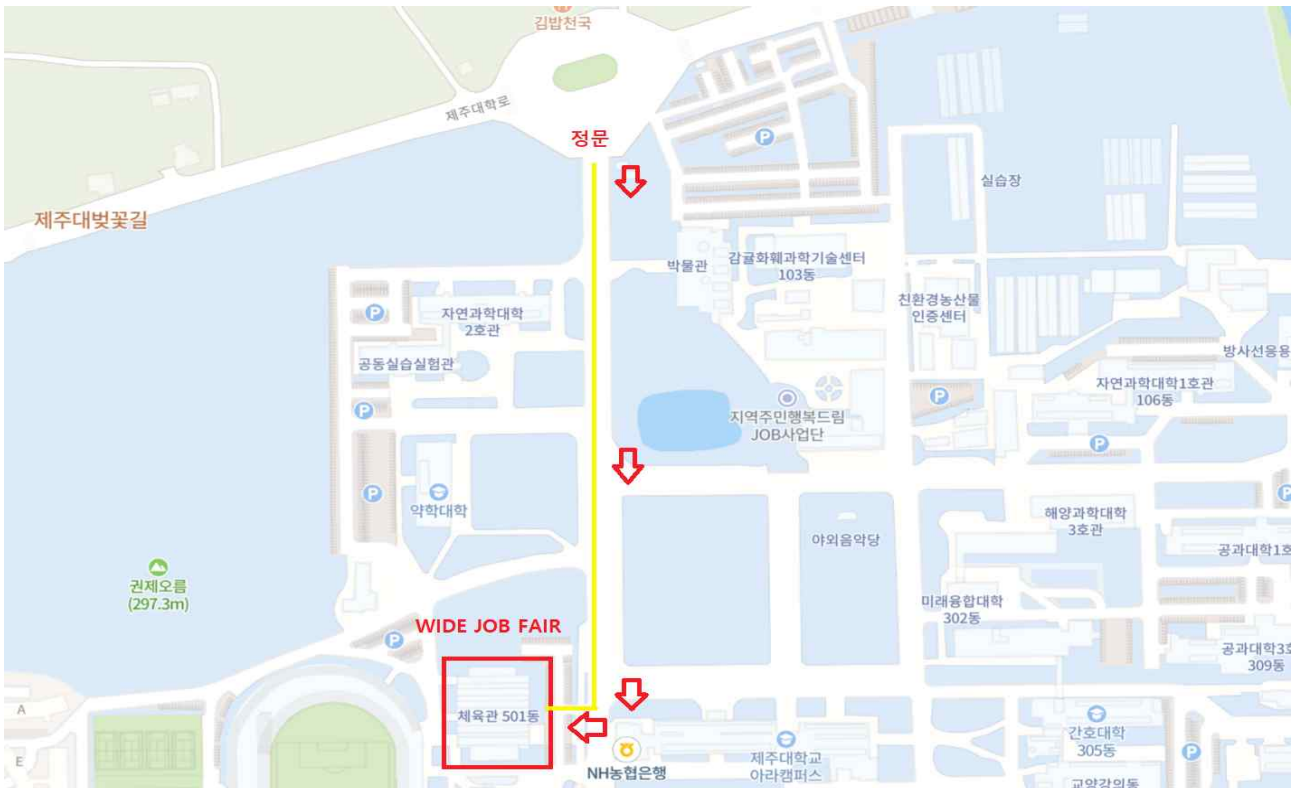 김밥천국
제주대학로
정문
P
실습장
제주대벚꽃길
박물관
감귤화훼과학기술센터
103동
친환경농산물
인증센터
P
자연과학대학
2호관
공동실습실험관
방사선응용
자연과학대학1호관
106동
P
P
지역주민행복드림
JOB사업단
P
P
약학대학
P
해양과학대학
3호관
야외음악당
공과대학1호
권제오름
(297.3m)
미래융합대학
302동
WIDE JOB FAIR
P
공과대학3호
309동
A
체육관 501동
간호대학
305동
P
E
NH농협은행
제주대학교
아라캠퍼스
교양강의동